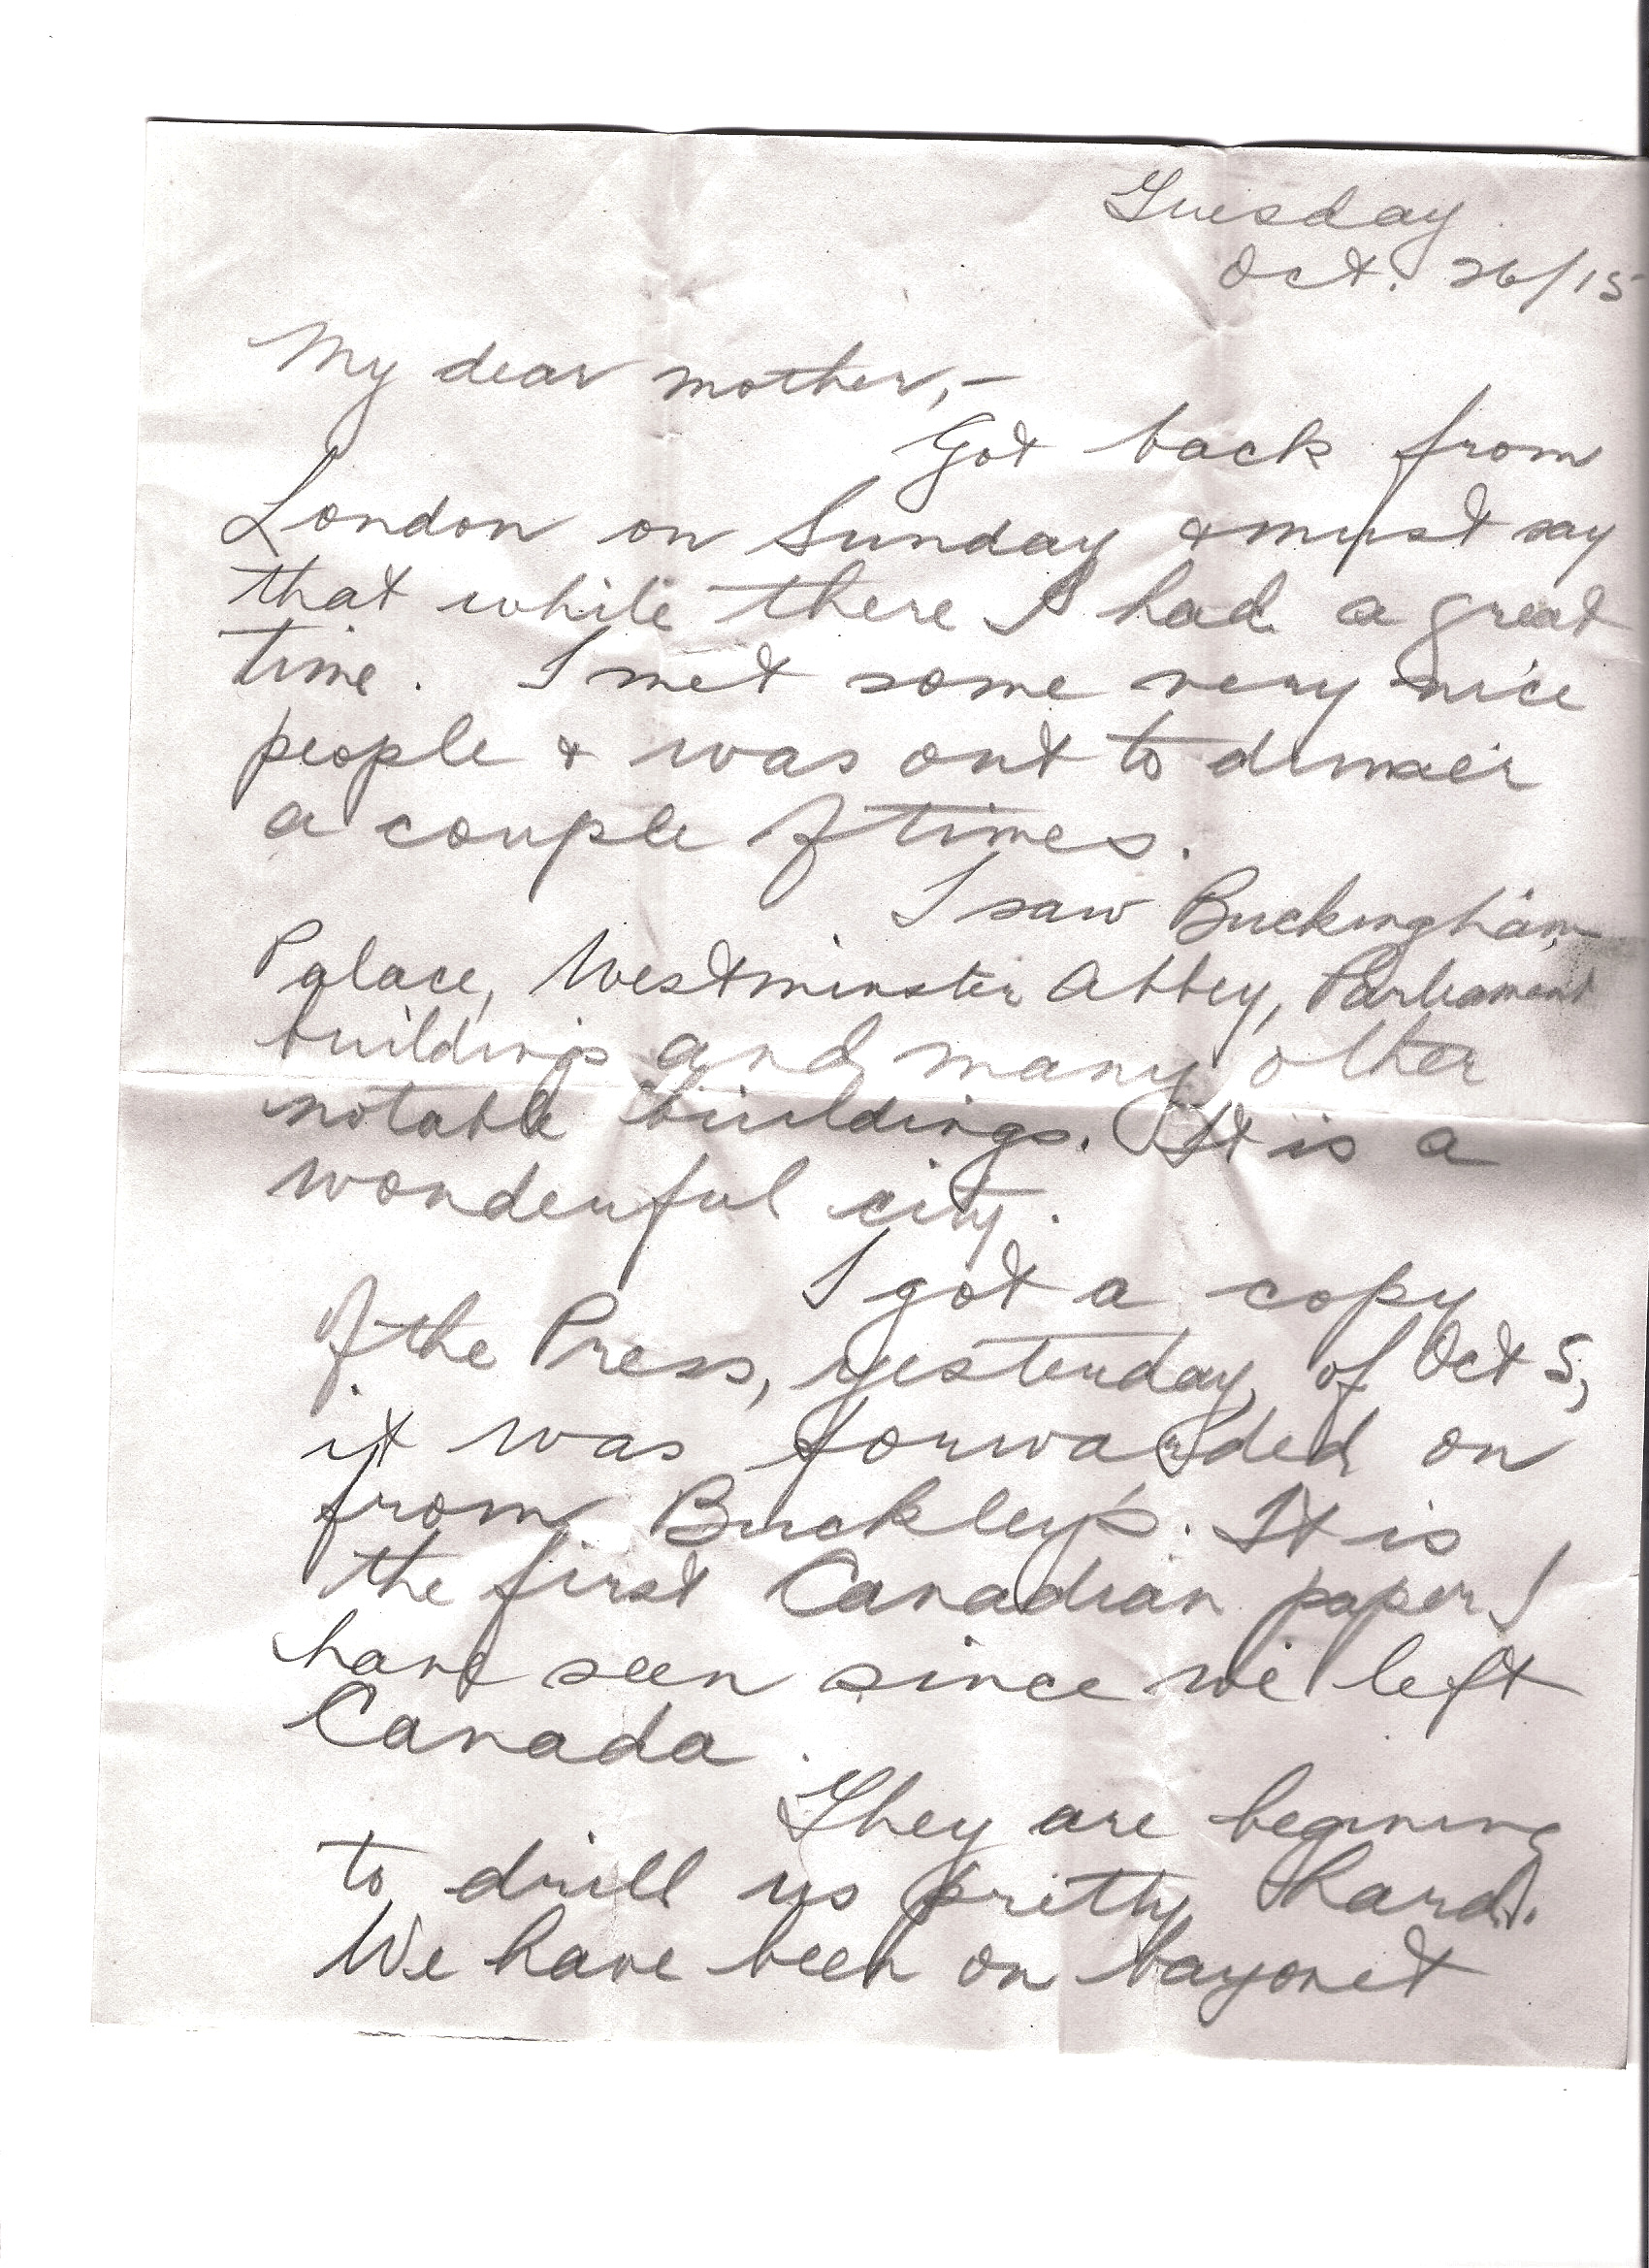 Tuesday
Oct. 26/15
My dear mother,-
Got back from
London on Sunday & must say
that while there I had a great
time. I met some very nice
people & was out to dinner
a couple of times.
I saw Buckingham
Palace, Westminster Abbey, Parliament
buildings and many other
notable buildings. It is a
wonderful city.
I got a copy
of the Press, yesterday, of Oct 5,
it was forwarded on
from Buckley's. It is
the first Canadian paper I
have seen since we left
Canada.
They are begining
to drill us pretty hard.
We have been on bayonet